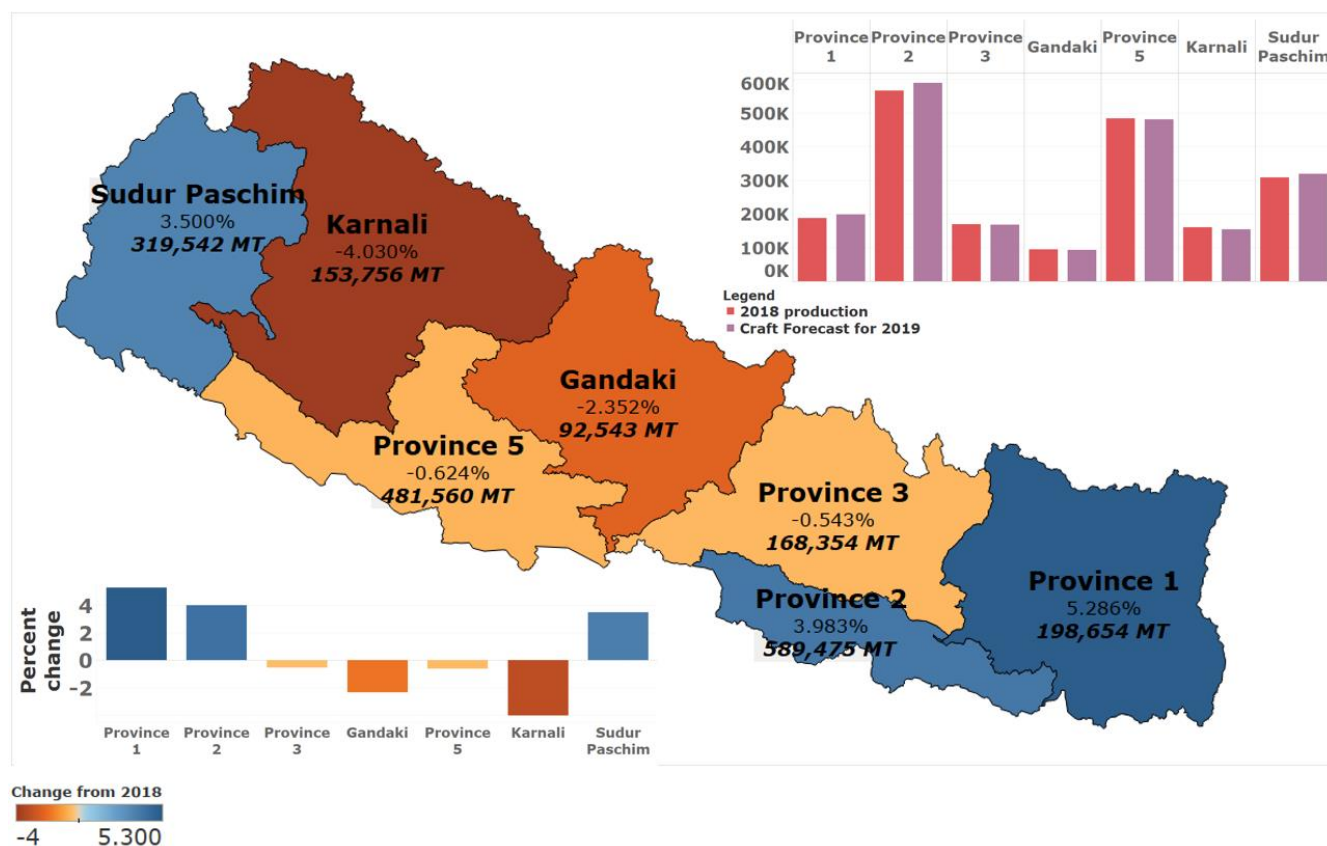 Province
1
Province
2
Province
3
Gandaki
Province
5
Karnali
Sudur
Paschim
600K
500K
400K
300K
200K
100K
0K
Legend
2018 production
Craft Forecast for 2019
Sudur Paschim
3.500%
319,542 MT
Karnali
-4.030%
153,756 MT
Gandaki
-2.352%
92,543 MT
Province 5
-0.624%
481,560 MT
Province 3
-0.543%
168,354 MT
Province 2
3.983%
589,475 MT
Province 1
5.286%
198,654 MT
Percent
change
4
2
0
-2
Province
1
Province
2
Province
3
Gandaki
Province
5
Karnali
Sudur
Paschim
Change from 2018
-4 5.300